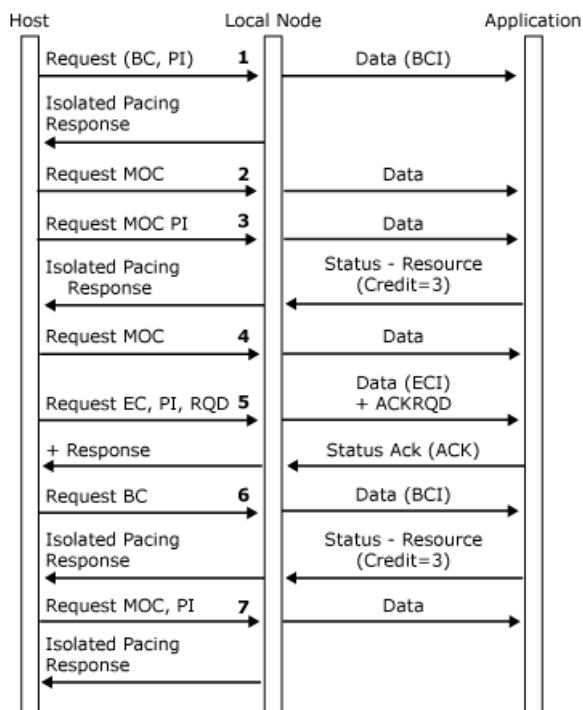 Host Local Node Application
Request (BC, PI) 1 Data (BCI)
Isolated Pacing
Response
Request MOC 2 Data
Request MOC PI 3 Data
Isolated Pacing
Response
Status - Resource
(Credit=3)
Request MOC 4 Data
Request EC, PI, RQD 5
Data (ECI)
+ ACKRQD
+ Response Status Ack (ACK)
Request BC 6 Data (BCI)
Isolated Pacing
Response
Status - Resource
(Credit=3)
Request MOC, PI 7 Data
Isolated Pacing
Response